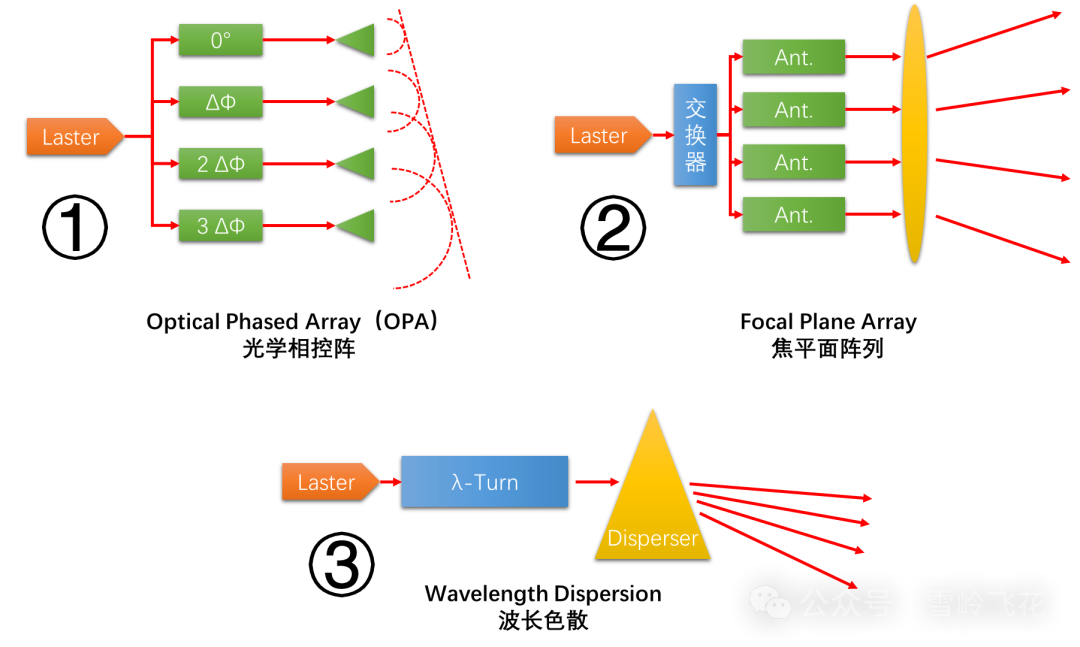 Laster
0°
ΔΦ
2 ΔΦ
3 ΔΦ
①
Optical Phased Array（OPA）
光学相控阵
Laster
交换器
Ant.
Ant.
Ant.
Ant.
②
Focal Plane Array
焦平面阵列
Laster
λ-Turn
Disperser
③
Wavelength Dispersion
波长色散
公众号 雪岭飞花